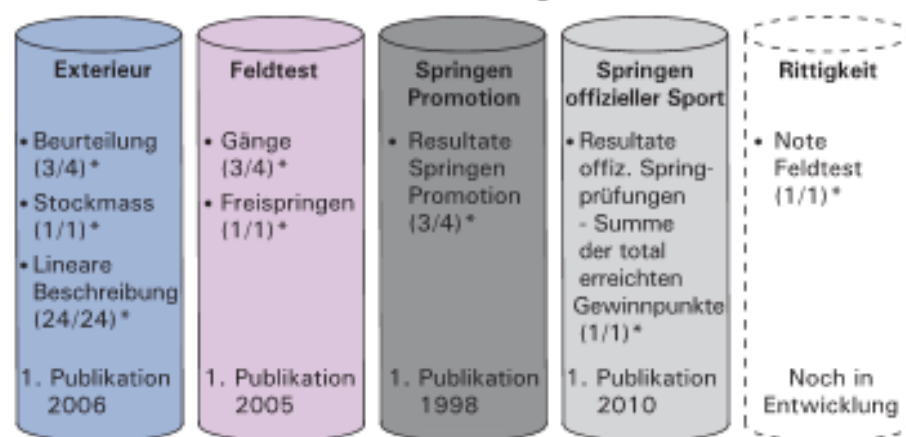 Exterieur
• Beurteilung
(3/4)*
• Stockmass
(1/1)*
• Lineare
Beschreibung
(24/24)*
1. Publikation
2006
Feldtest
• Gänge
(3/4)*
• Freispringen
(1/1)*
1. Publikation
2005
Springen
Promotion
• Resultate
Springen
Promotion
(3/4)*
1. Publikation
1998
Springen
offizieller Sport
• Resultate
offiz. Spring-
prüfungen
- Summe
der total
erreichten
Gewinnpunkte
(1/1)*
1. Publikation
2010
Rittigkeit
• Note
Feldtest
(1/1)*
Noch in
Entwicklung